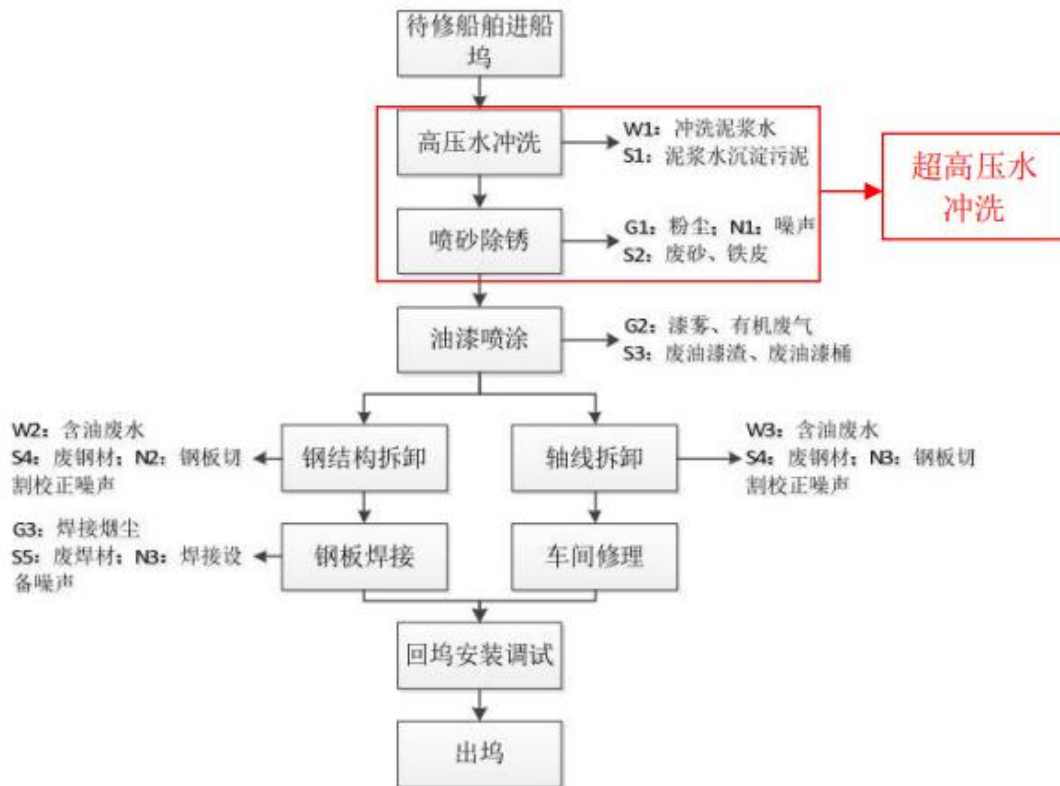 待修船舶进船
坞
高压水冲洗
W1：冲洗泥浆水
S1：泥浆水沉淀污泥
超高压水
冲洗
喷砂除锈
G1：粉尘；N1：噪声
S2：废砂、铁皮
油漆喷涂
G2：漆雾、有机废气
S3：废油漆渣、废油漆桶
W2：含油废水
S4：废钢材；N2：钢板切
割校正噪声
钢结构拆卸
轴线拆卸
W3：含油废水
S4：废钢材；N3：钢板切
割校正噪声
G3：焊接烟尘
S5：废焊材；N3：焊接设
备噪声
钢板焊接
车间修理
回坞安装调试
出坞